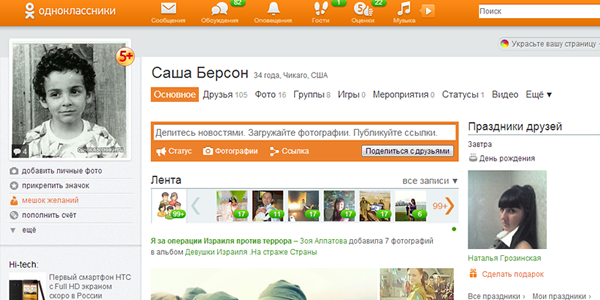 одноклассники
82
1
22
Сообщения
Обсуждения
Оповещения
Гости
Оценки
Музыка
Поиск
Украсьте вашу страницу
5+
Саша Берсон 34 года, Чикаго, США
Основное Друзья 105 Фото 16 Группы 8 Игры 0 Мероприятия 0 Статусы 1 Видео Ещё
4
добавить личные фото
прикрепить значок
мешок желаний
пополнить счёт
ещё
Hi-tech:
Первый смартфон HTC
с Full HD экраном
скоро в России
Делитесь новостями. Загружайте фотографии. Публикуйте ссылки.
Статус Фотографии Ссылка Поделиться с друзьями
Лента все записи
99+ 17 11 17 17 6 99+
Я за операции Израиля против террора – Зоя Аппатова добавила 7 фотографий
в альбом Девушки Израиля .На страже Страны
Праздники друзей
Завтра
День рождения
Наталья Грозинская
Сделать подарок
Все праздники Мои праздники